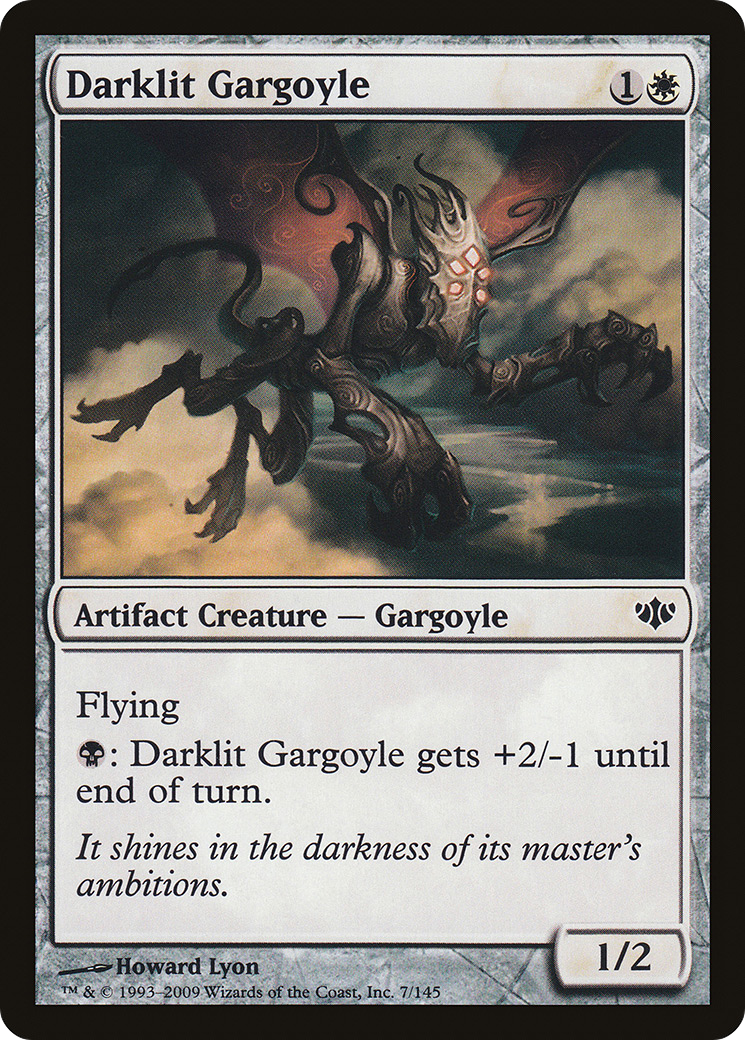 Darklit Gargoyle 1
Artifact Creature — Gargoyle
Flying
: Darklit Gargoyle gets +2/-1 until
end of turn.
It shines in the darkness of its master's
ambitions.
1/2
Howard Lyon
™ & © 1993–2009 Wizards of the Coast, Inc. 7/145